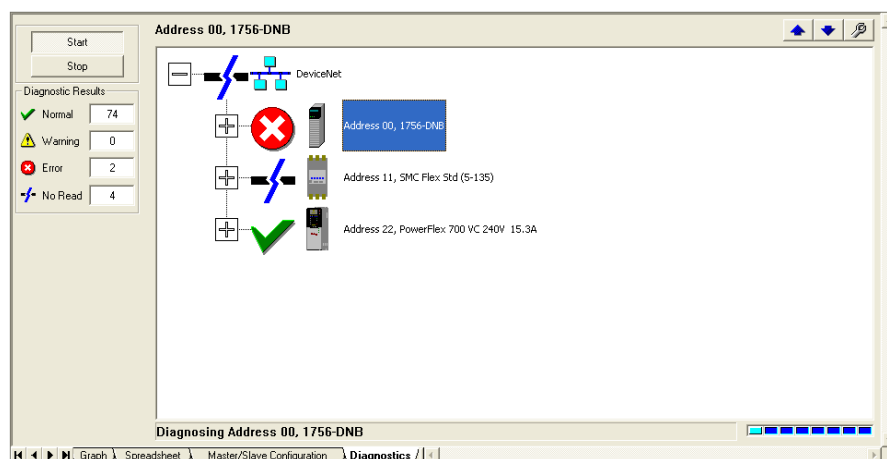 Address 00, 1756-DNB
Start
Stop
Diagnostic Results
Normal 74
Warning 0
Error 2
No Read 4
DeviceNet
Address 00, 1756-DNB
Address 11, SMC Flex Std (5-135)
Address 22, PowerFlex 700 VC 240V 15.3A
Diagnosing Address 00, 1756-DNB
Graph Spreadsheet Master/Slave Configuration Diagnostics